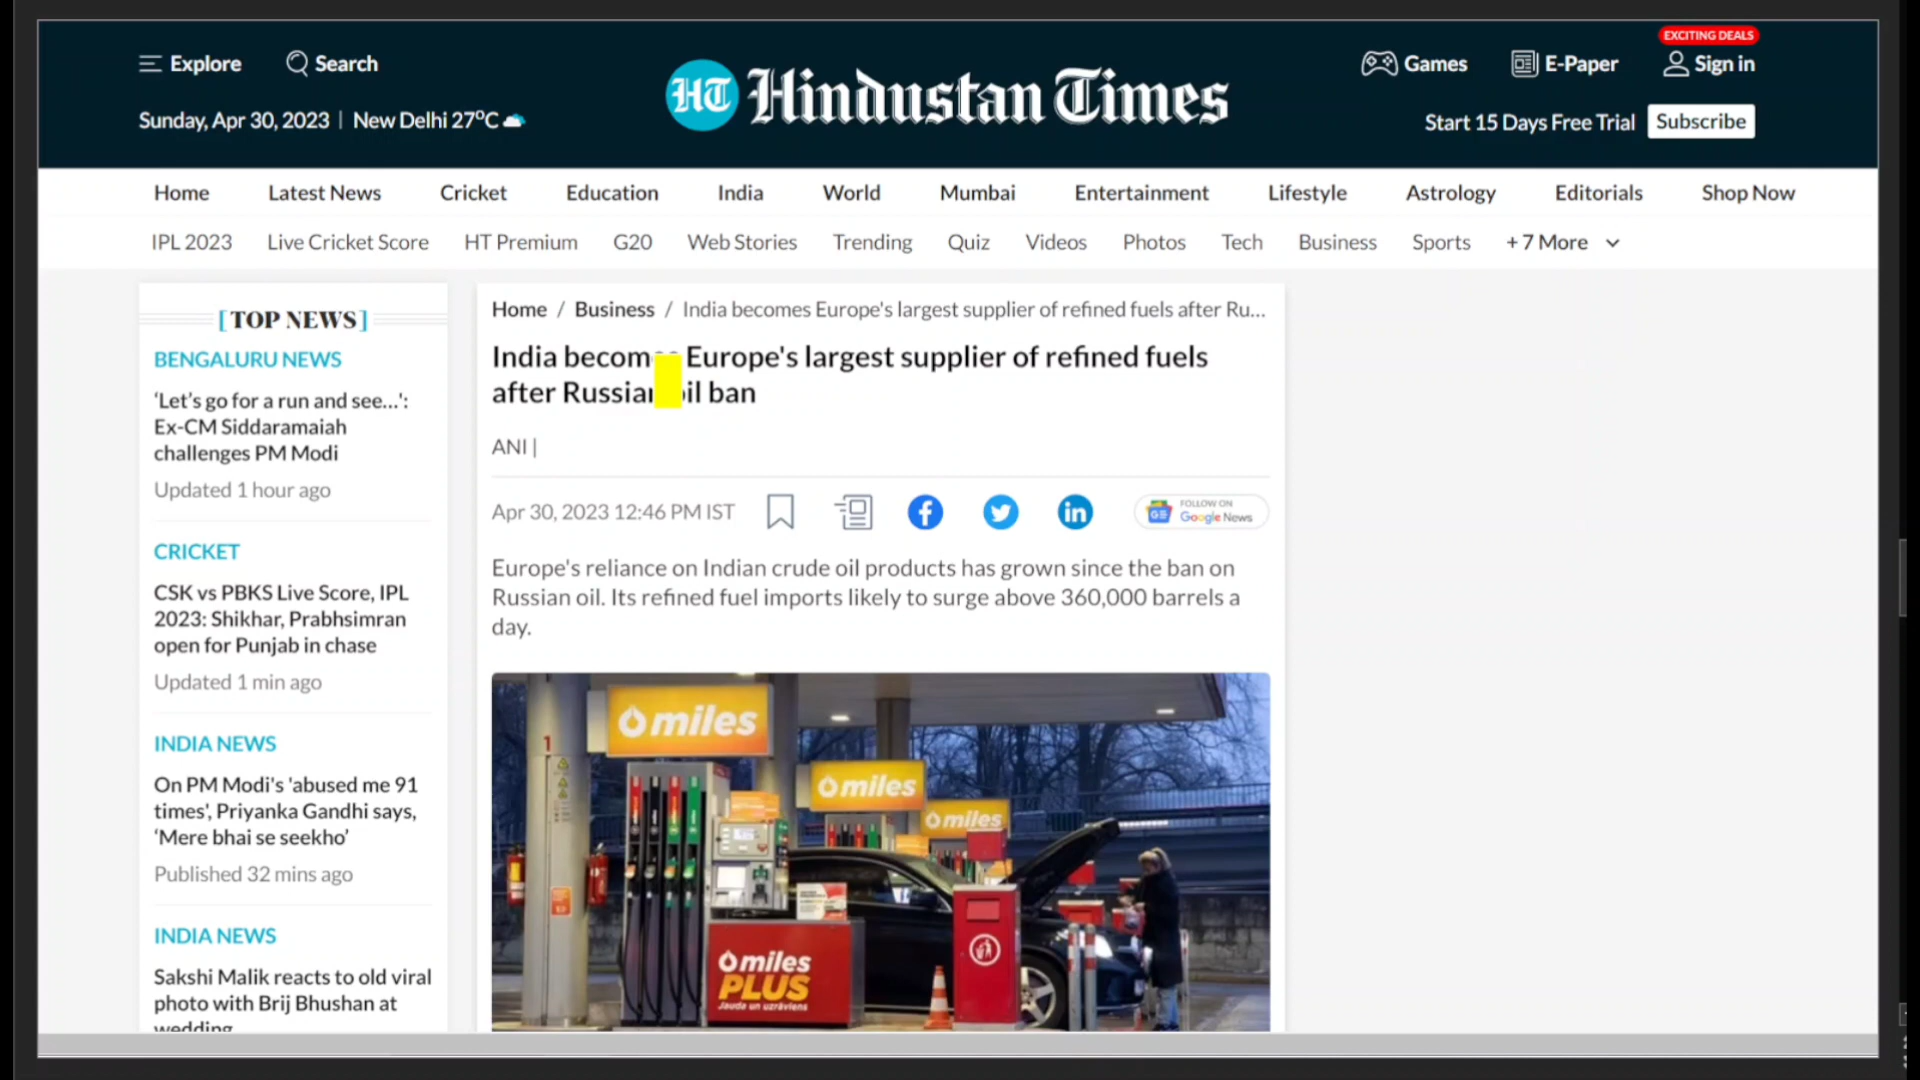 EXCITING DEALS
Explore
Search
HT Hindustan Times
Games
E-Paper
Sign in
Sunday, Apr 30, 2023 | New Delhi 27°C
Start 15 Days Free Trial
Subscribe
Home Latest News Cricket Education India World Mumbai Entertainment Lifestyle Astrology Editorials Shop Now
IPL 2023 Live Cricket Score HT Premium G20 Web Stories Trending Quiz Videos Photos Tech Business Sports + 7 More
[TOP NEWS]
BENGALURU NEWS
‘Let’s go for a run and see...':
Ex-CM Siddaramaiah
challenges PM Modi
Updated 1 hour ago
CRICKET
CSK vs PBKS Live Score, IPL
2023: Shikhar, Prabhsimran
open for Punjab in chase
Updated 1 min ago
INDIA NEWS
On PM Modi's 'abused me 91
times', Priyanka Gandhi says,
‘Mere bhai se seekho’
Published 32 mins ago
INDIA NEWS
Sakshi Malik reacts to old viral
photo with Brij Bhushan at
wedding
Home / Business / India becomes Europe's largest supplier of refined fuels after Ru...
India becomes Europe's largest supplier of refined fuels
after Russian oil ban
ANI |
Apr 30, 2023 12:46 PM IST
FOLLOW ON
Google News
Europe's reliance on Indian crude oil products has grown since the ban on
Russian oil. Its refined fuel imports likely to surge above 360,000 barrels a
day.
miles
1
miles
miles
miles
PLUS
Jauda un uzrāviens